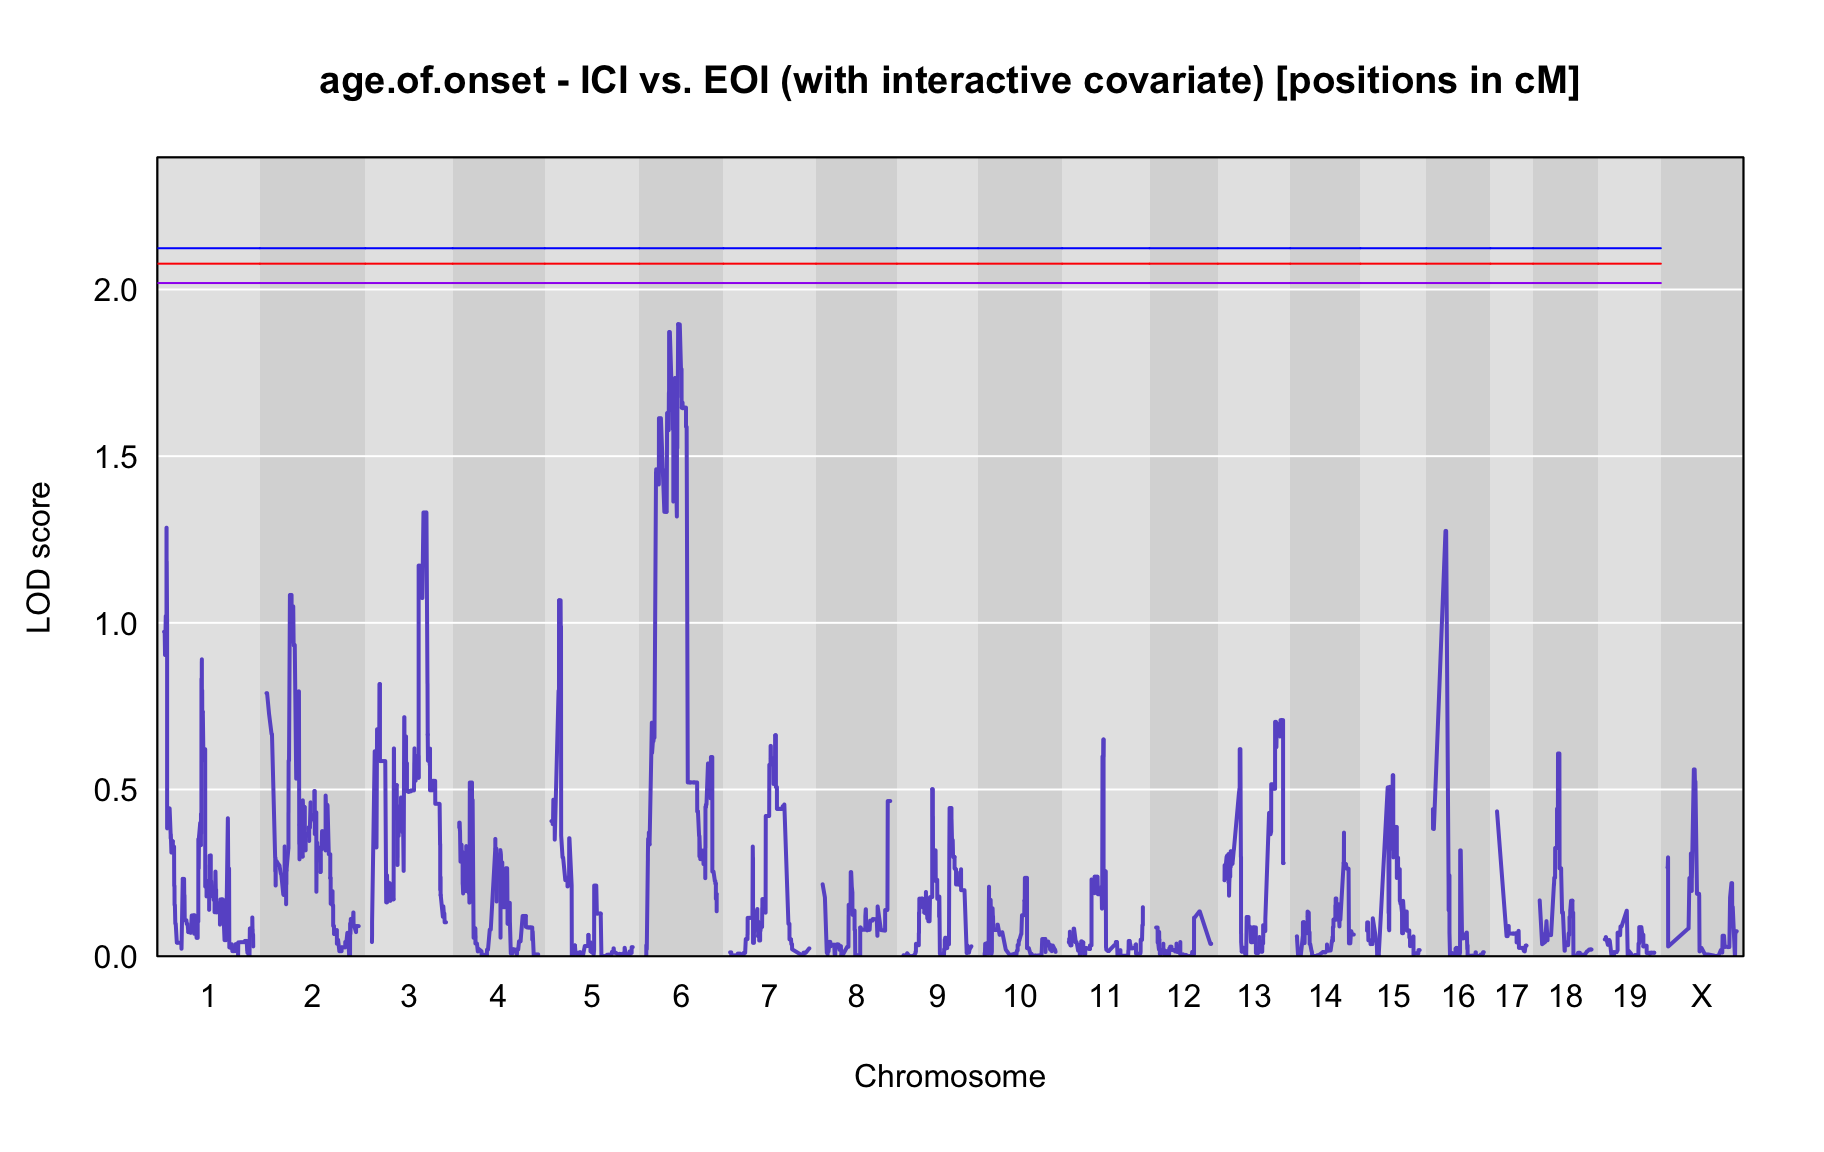 age.of.onset - ICI vs. EOI (with interactive covariate) [positions in cM]
LOD score
2.0
1.5
1.0
0.5
0.0
1 2 3 4 5 6 7 8 9 10 11 12 13 14 15 16 17 18 19 X
Chromosome